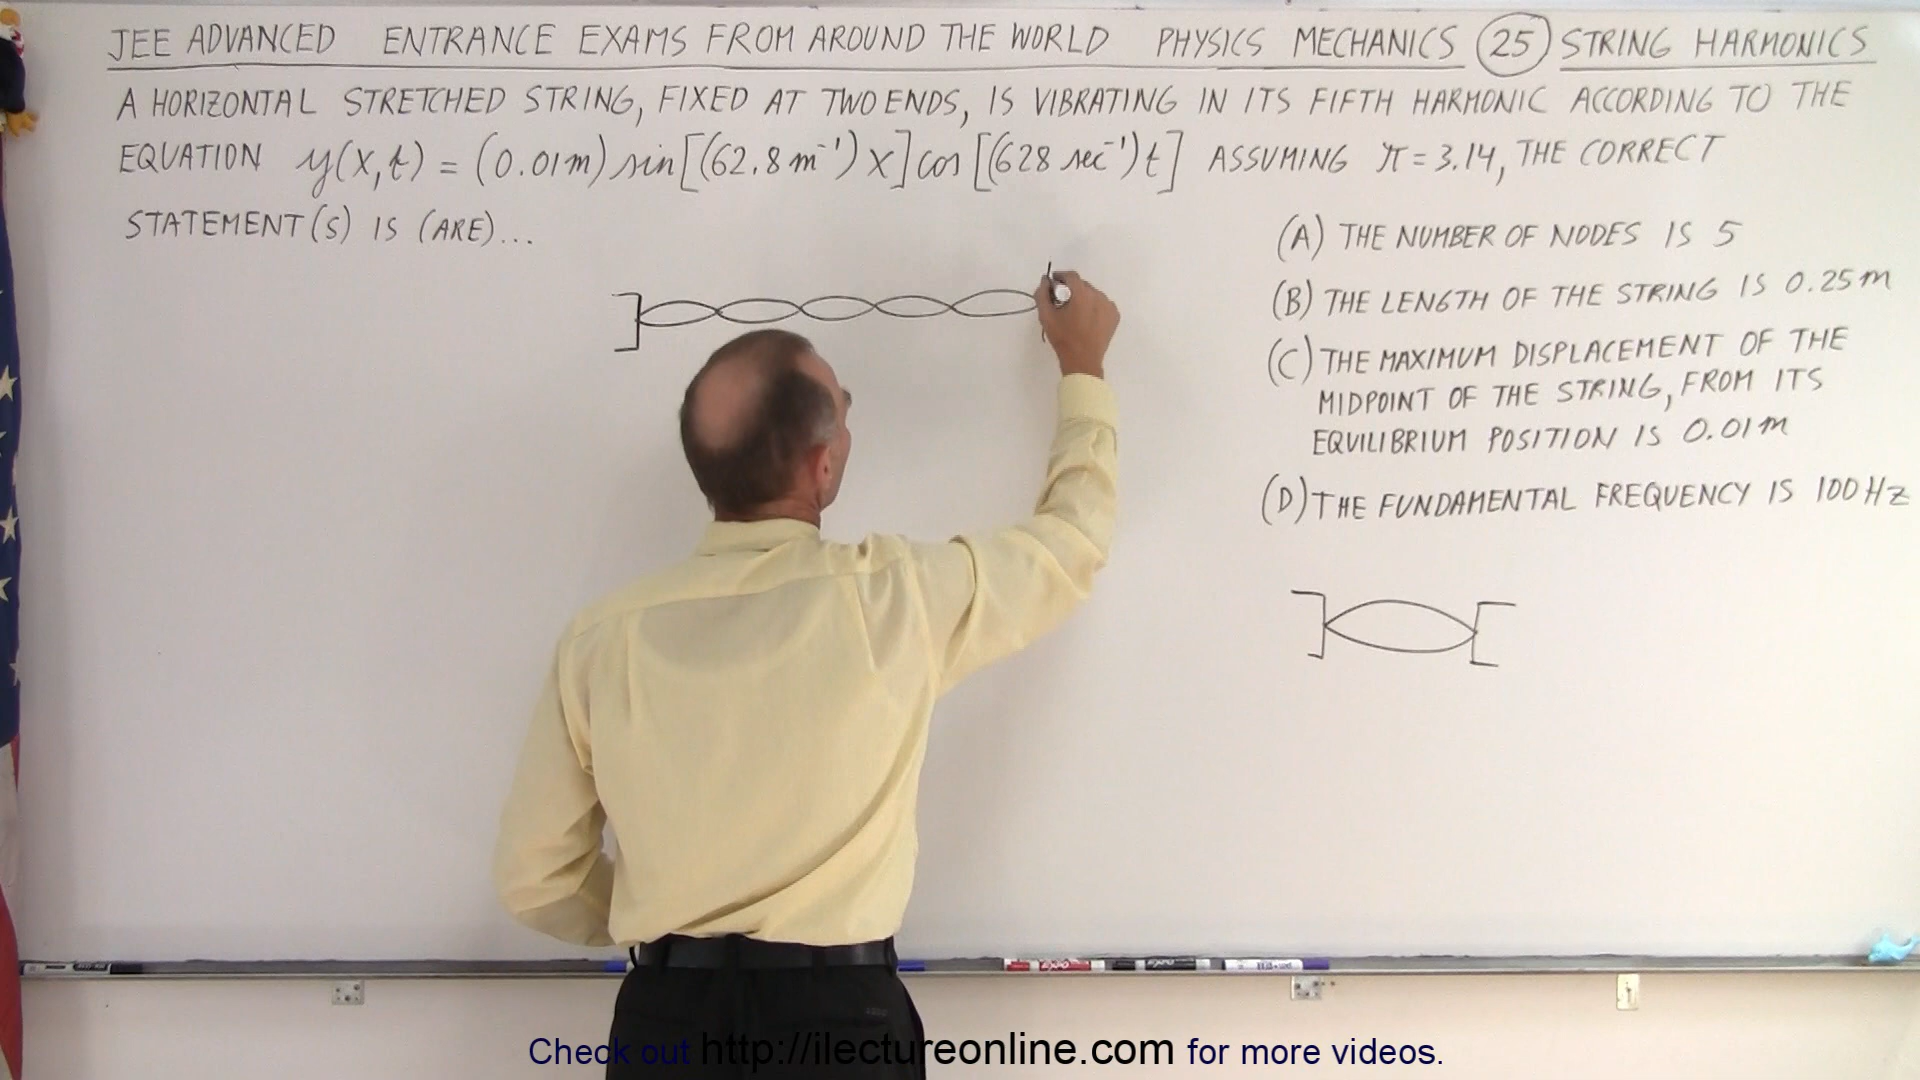 JEE ADVANCED ENTRANCE EXAMS FROM AROUND THE WORLD PHYSICS MECHANICS 25 STRING HARMONICS
A HORIZONTAL STRETCHED STRING, FIXED AT TWO ENDS, IS VIBRATING IN ITS FIFTH HARMONIC ACCORDING TO THE
EQUATION y(x,t) = (0.01m) sin[(62.8 m⁻¹) x] cos [(628 sec⁻¹) t] ASSUMING π = 3.14, THE CORRECT
STATEMENT(S) IS (ARE)...
(A) THE NUMBER OF NODES IS 5
(B) THE LENGTH OF THE STRING IS 0.25m
(C) THE MAXIMUM DISPLACEMENT OF THE
MIDPOINT OF THE STRING, FROM ITS
EQUILIBRIUM POSITION IS 0.01m
(D) THE FUNDAMENTAL FREQUENCY IS 100 Hz
Check out http://ilectureonline.com for more videos.